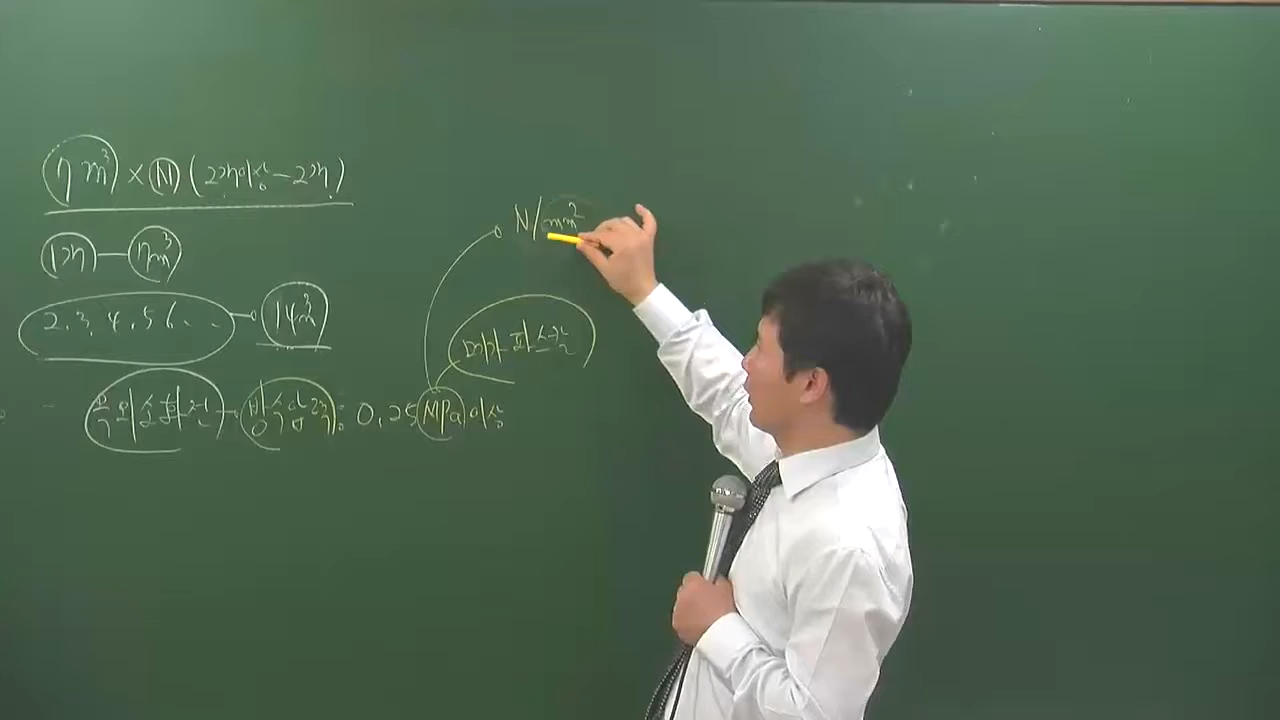 7m³ × N (2개이상-2개)
1개 — 7m³
2, 3, 4, 5 6 ... — 14m³
N/mm²
메가파스칼
옥외소화전 - 방수압력: 0.25 MPa 이상